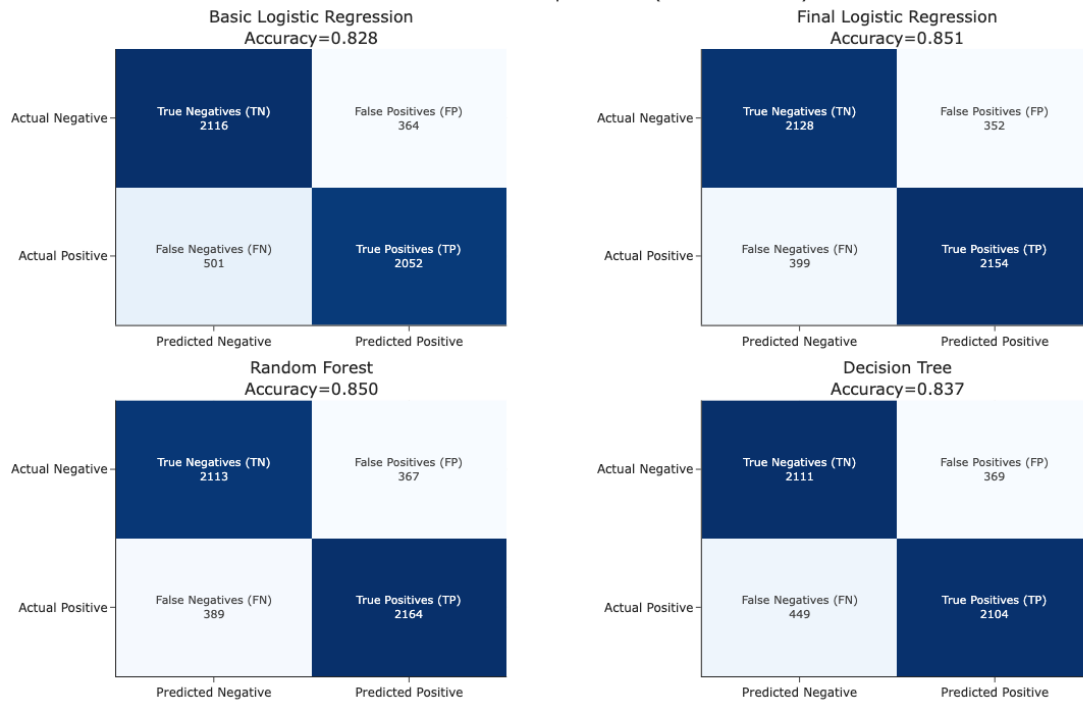 Basic Logistic Regression
Accuracy=0.828
Actual Negative
True Negatives (TN)
2116
False Positives (FP)
364
Actual Positive
False Negatives (FN)
501
True Positives (TP)
2052
Predicted Negative
Predicted Positive
Final Logistic Regression
Accuracy=0.851
Actual Negative
True Negatives (TN)
2128
False Positives (FP)
352
Actual Positive
False Negatives (FN)
399
True Positives (TP)
2154
Predicted Negative
Predicted Positive
Random Forest
Accuracy=0.850
Actual Negative
True Negatives (TN)
2113
False Positives (FP)
367
Actual Positive
False Negatives (FN)
389
True Positives (TP)
2164
Predicted Negative
Predicted Positive
Decision Tree
Accuracy=0.837
Actual Negative
True Negatives (TN)
2111
False Positives (FP)
369
Actual Positive
False Negatives (FN)
449
True Positives (TP)
2104
Predicted Negative
Predicted Positive